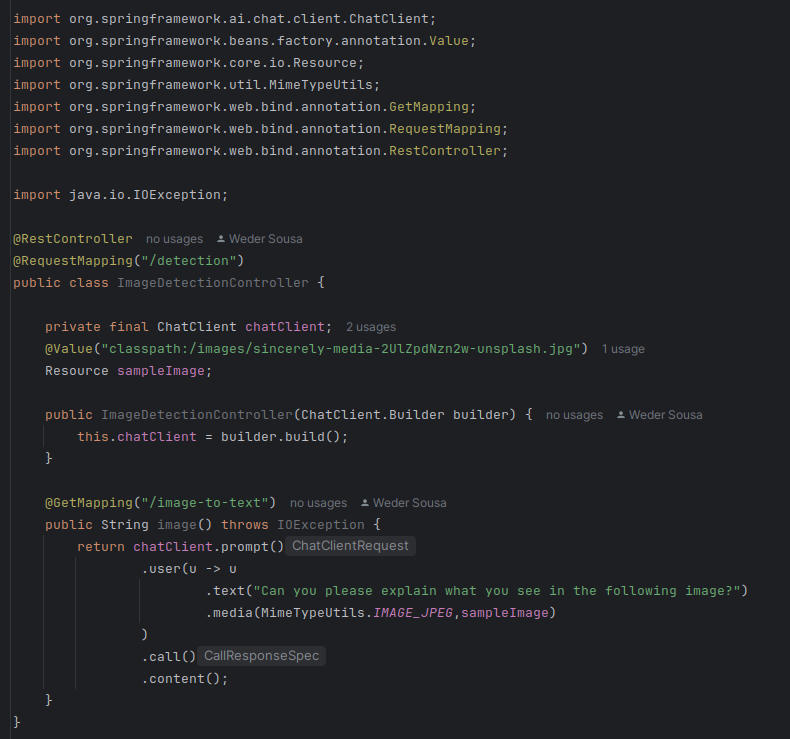 import org.springframework.ai.chat.client.ChatClient;
import org.springframework.beans.factory.annotation.Value;
import org.springframework.core.io.Resource;
import org.springframework.util.MimeTypeUtils;
import org.springframework.web.bind.annotation.GetMapping;
import org.springframework.web.bind.annotation.RequestMapping;
import org.springframework.web.bind.annotation.RestController;

import java.io.IOException;

@RestController no usages Weder Sousa
@RequestMapping("/detection")
public class ImageDetectionController {

    private final ChatClient chatClient; 2 usages
    @Value("classpath:/images/sincerely-media-2UlZpdNzn2w-unsplash.jpg") 1 usage
    Resource sampleImage;

    public ImageDetectionController(ChatClient.Builder builder) { no usages Weder Sousa
        this.chatClient = builder.build();
    }

    @GetMapping("/image-to-text") no usages Weder Sousa
    public String image() throws IOException {
        return chatClient.prompt() ChatClientRequest
                .user(u -> u
                        .text("Can you please explain what you see in the following image?")
                        .media(MimeTypeUtils.IMAGE_JPEG,sampleImage)
                )
                .call() CallResponseSpec
                .content();
    }
}